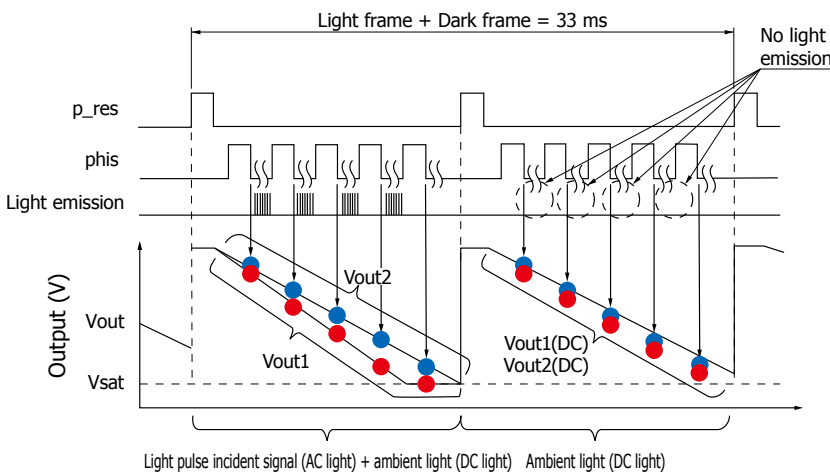 Light frame + Dark frame = 33 ms
No light
emission
p_res
phis
Light emission
Output (V)
Vout
Vsat
Vout2
Vout1
Vout1(DC)
Vout2(DC)
Light pulse incident signal (AC light) + ambient light (DC light)
Ambient light (DC light)